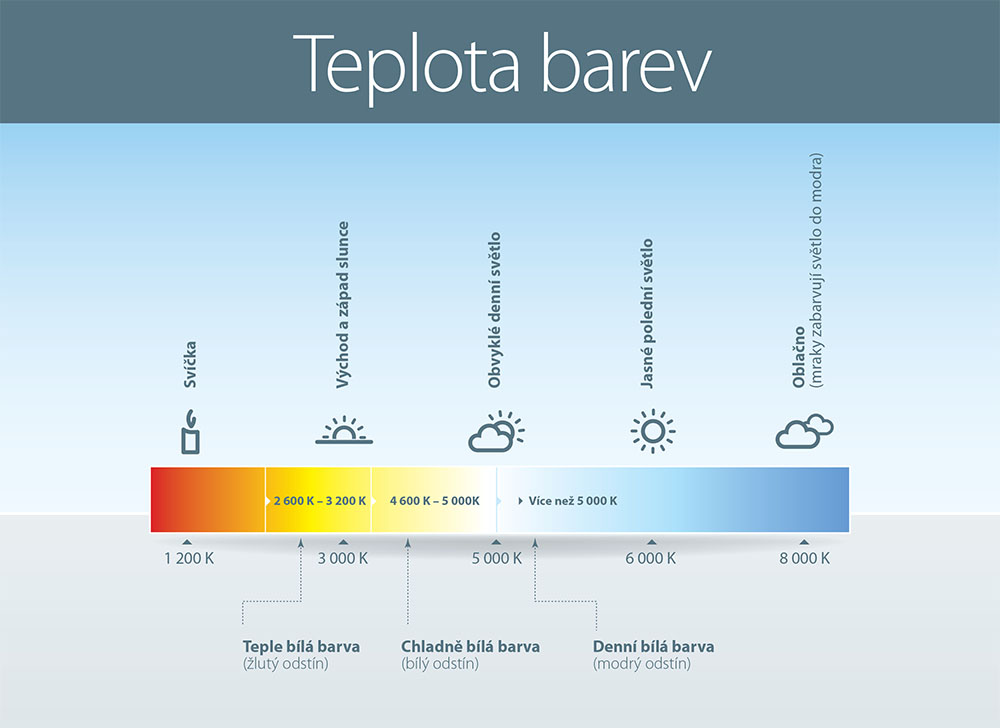 Teplota barev
Svíčka
Východ a západ slunce
Obvyklé denní světlo
Jasné polední světlo
Oblačno
(mraky zabarvují světlo do modra)
2 600 K – 3 200 K
4 600 K – 5 000K
Více než 5 000 K
1 200 K
3 000 K
5 000 K
6 000 K
8 000 K
Teple bílá barva
(žlutý odstín)
Chladně bílá barva
(bílý odstín)
Denní bílá barva
(modrý odstín)